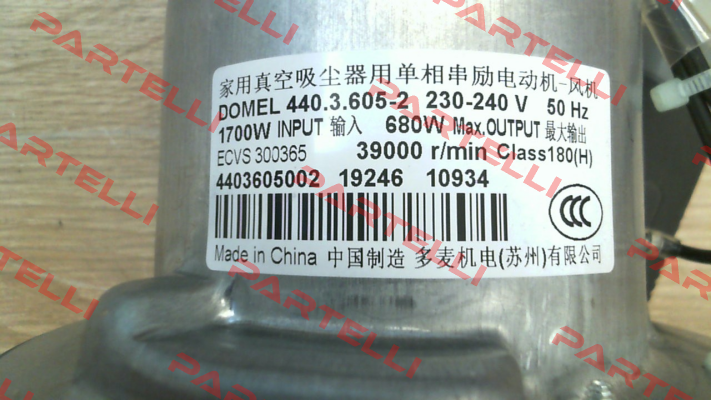 家用真空吸尘器用单相串励电动机-风机
DOMEL 440.3.605-2 230-240 V 50 Hz
1700W INPUT 输入 680W Max.OUTPUT 最大输出
ECVS 300365 39000 r/min Class180(H)
4403605002 19246 10934
CCC
Made in China 中国制造 多麦机电(苏州)有限公司
PARTELLI
PARTELLI
PARTELLI
PARTELLI
PARTELLI